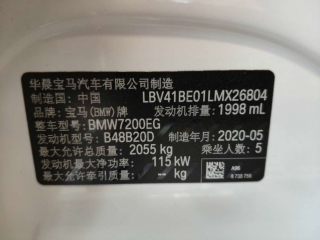 华晨宝马汽车有限公司制造
制造国：中国 LBV41BE01LMX26804
品牌：宝马(BMW)牌 发动机排量：1998 mL
整车型号：BMW7200EG
发动机型号：B48B20D 制造年月：2020-05
最大允许总质量：2055 kg 乘坐人数：5
发动机最大净功率：115 kW
最大允许牵引质量：-- kg